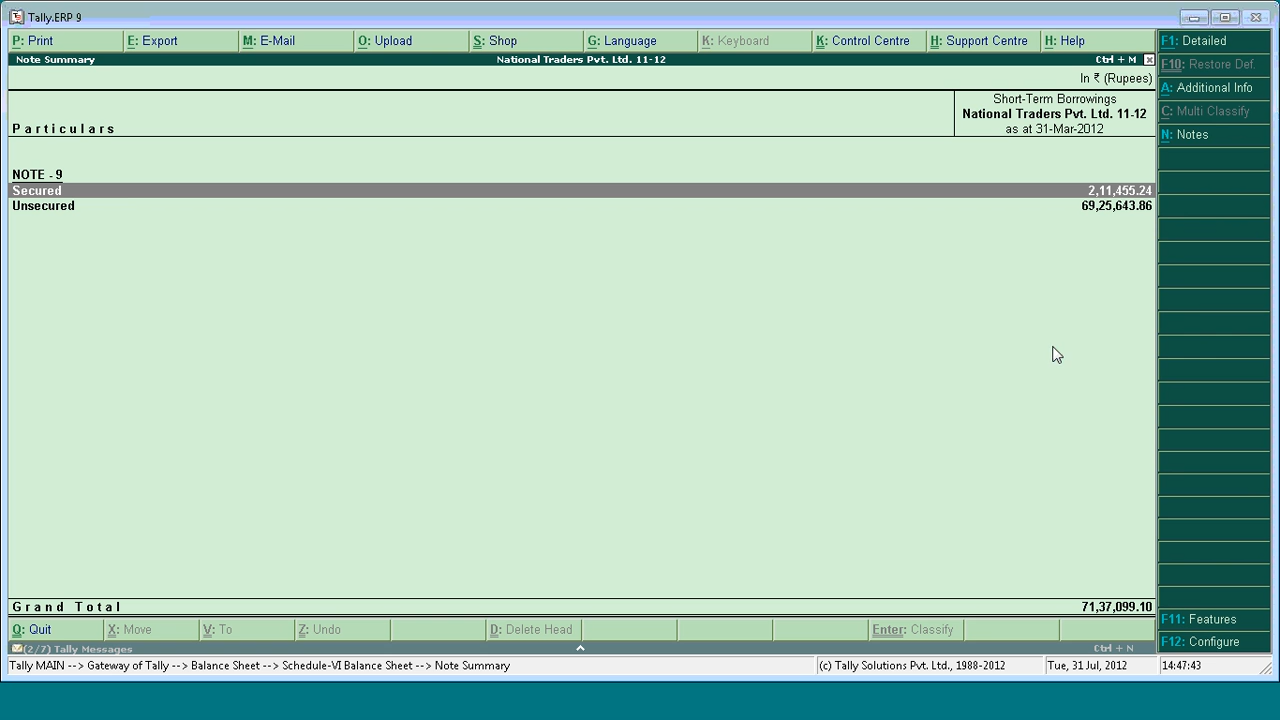 Tally.ERP 9
P: Print E: Export M: E-Mail O: Upload S: Shop G: Language K: Keyboard K: Control Centre H: Support Centre H: Help
Note Summary National Traders Pvt. Ltd. 11-12 Ctrl + M
In ₹ (Rupees)
Particulars
Short-Term Borrowings
National Traders Pvt. Ltd. 11-12
as at 31-Mar-2012
NOTE - 9
Secured 2,11,455.24
Unsecured 69,25,643.86
Grand Total 71,37,099.10
Q: Quit X: Move V: To Z: Undo D: Delete Head Enter: Classify
(2/7) Tally Messages Ctrl + N
Tally MAIN --> Gateway of Tally --> Balance Sheet --> Schedule-VI Balance Sheet --> Note Summary (c) Tally Solutions Pvt. Ltd., 1988-2012 Tue, 31 Jul, 2012 14:47:43
F1: Detailed
F10: Restore Def.
A: Additional Info
C: Multi Classify
N: Notes
F11: Features
F12: Configure